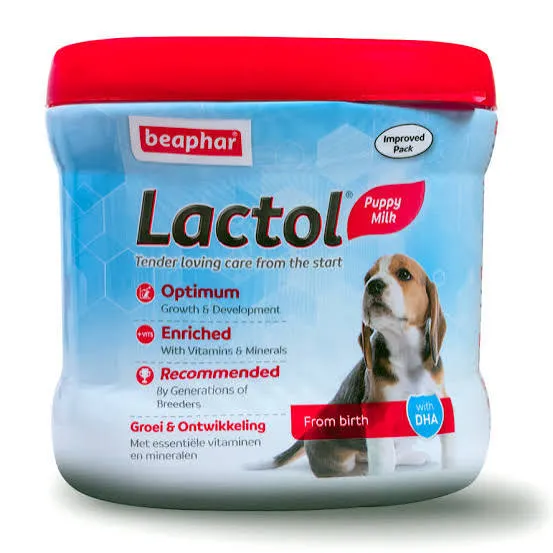 beaphar
Improved
Pack
Lactol®
Puppy
Milk
Tender loving care from the start
Optimum
Growth & Development
+VITS
Enriched
With Vitamins & Minerals
Recommended
By Generations of
Breeders
Groei & Ontwikkeling
Met essentiële vitaminen
en mineralen
From birth
with
DHA